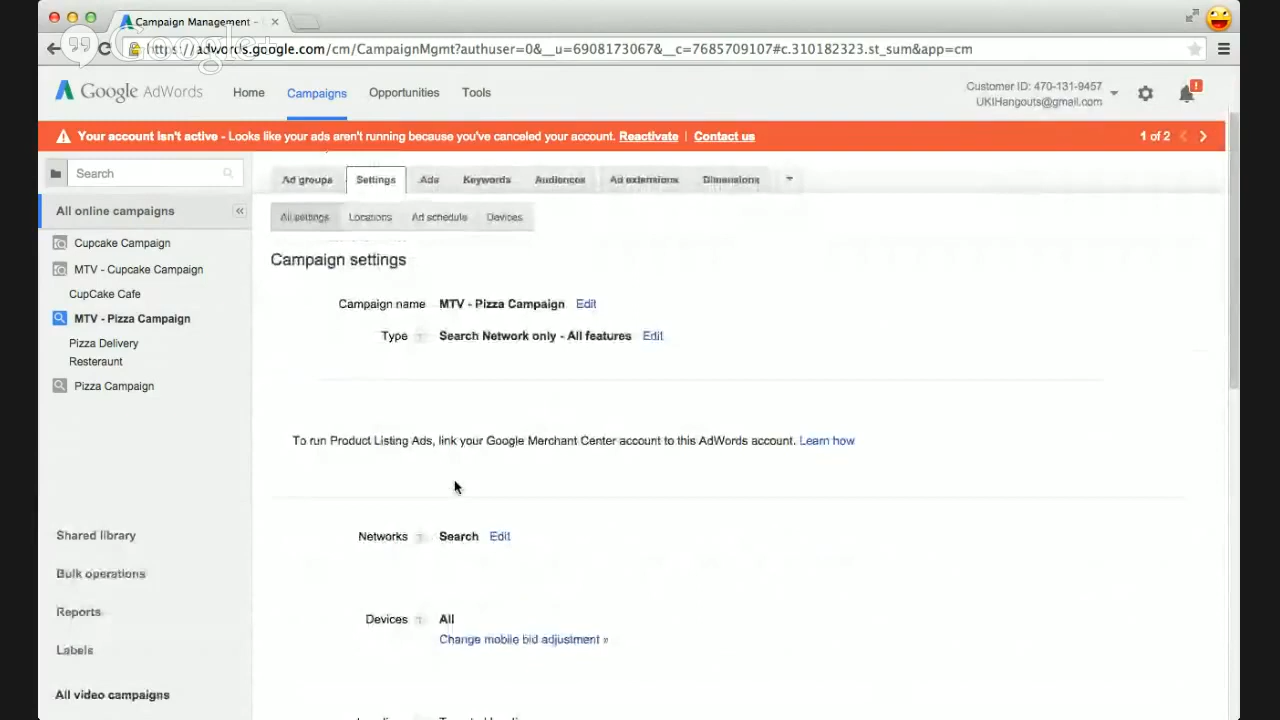 Campaign Management -
Google+
https://adwords.google.com/cm/CampaignMgmt?authuser=0&__u=6908173067&__c=7685709107#c.310182323.st_sum&app=cm
Google AdWords
Home Campaigns Opportunities Tools
Customer ID: 470-131-9457
UKIHangouts@gmail.com
Your account isn't active - Looks like your ads aren't running because you've canceled your account. Reactivate | Contact us
1 of 2
Search
Ad groups Settings Ads Keywords Audiences Ad extensions Dimensions
All online campaigns
All settings Locations Ad schedule Devices
Cupcake Campaign
MTV - Cupcake Campaign
CupCake Cafe
MTV - Pizza Campaign
Pizza Delivery
Resteraunt
Pizza Campaign
Shared library
Bulk operations
Reports
Labels
All video campaigns
Campaign settings
Campaign name MTV - Pizza Campaign Edit
Type ? Search Network only - All features Edit
To run Product Listing Ads, link your Google Merchant Center account to this AdWords account. Learn how
Networks ? Search Edit
Devices ? All
Change mobile bid adjustment »